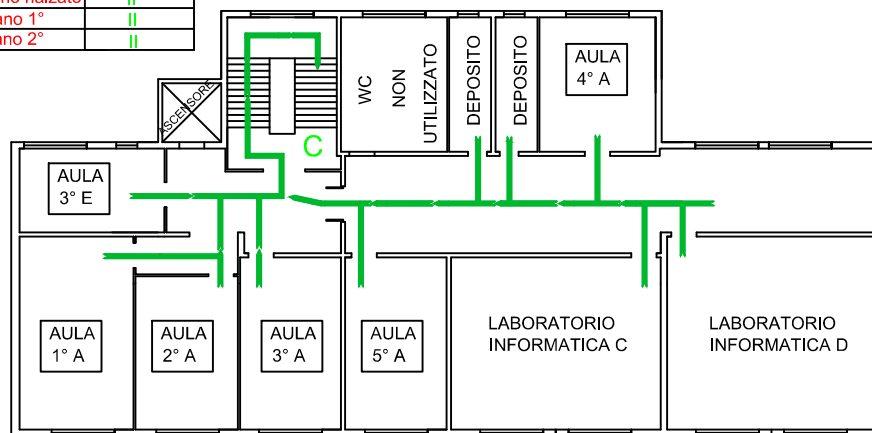 ano 1°
II
ano 2°
II
ASCENSORE
WC
NON
UTILIZZATO
DEPOSITO
DEPOSITO
AULA
4° A
C
AULA
3° E
AULA
1° A
AULA
2° A
AULA
3° A
AULA
5° A
LABORATORIO
INFORMATICA C
LABORATORIO
INFORMATICA D